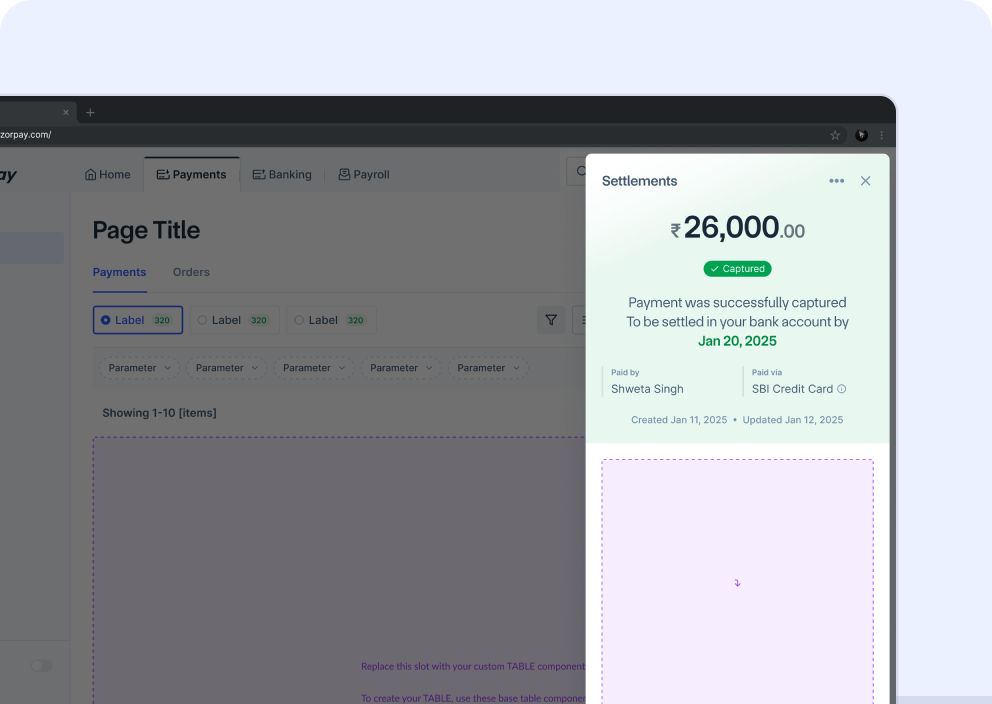 zorpay.com/
ay
Home
Payments
Banking
Payroll
Page Title
Payments
Orders
Label 320
Label 320
Label 320
Parameter
Parameter
Parameter
Parameter
Parameter
Showing 1-10 [items]
Replace this slot with your custom TABLE component
To create your TABLE, use these base table componen
Settlements
₹26,000.00
Captured
Payment was successfully captured
To be settled in your bank account by
Jan 20, 2025
Paid by
Shweta Singh
Paid via
SBI Credit Card
Created Jan 11, 2025 • Updated Jan 12, 2025